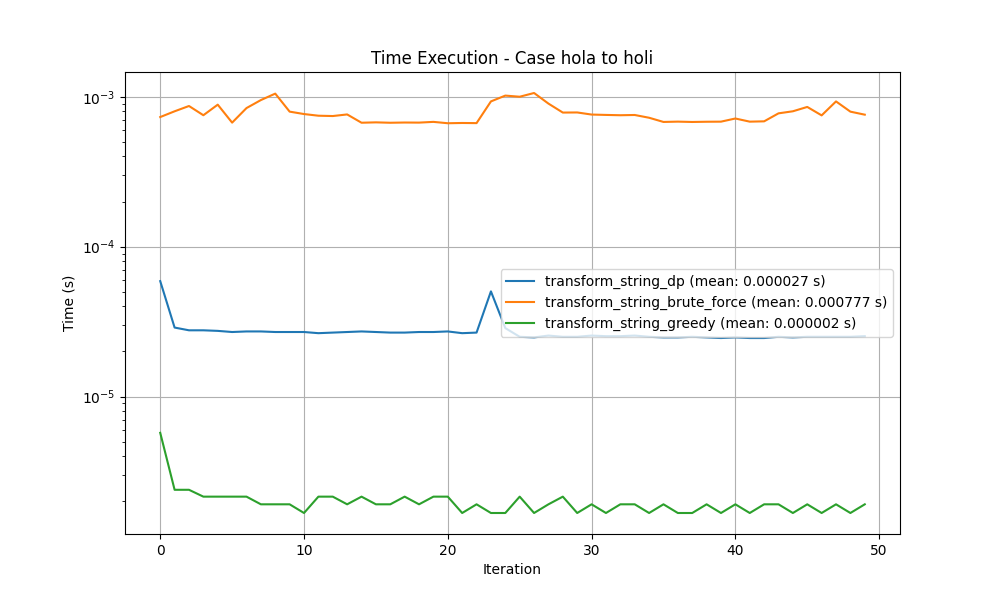 Time Execution - Case hola to holi
Time (s)
10^-3
10^-4
10^-5
transform_string_dp (mean: 0.000027 s)
transform_string_brute_force (mean: 0.000777 s)
transform_string_greedy (mean: 0.000002 s)
0 10 20 30 40 50
Iteration